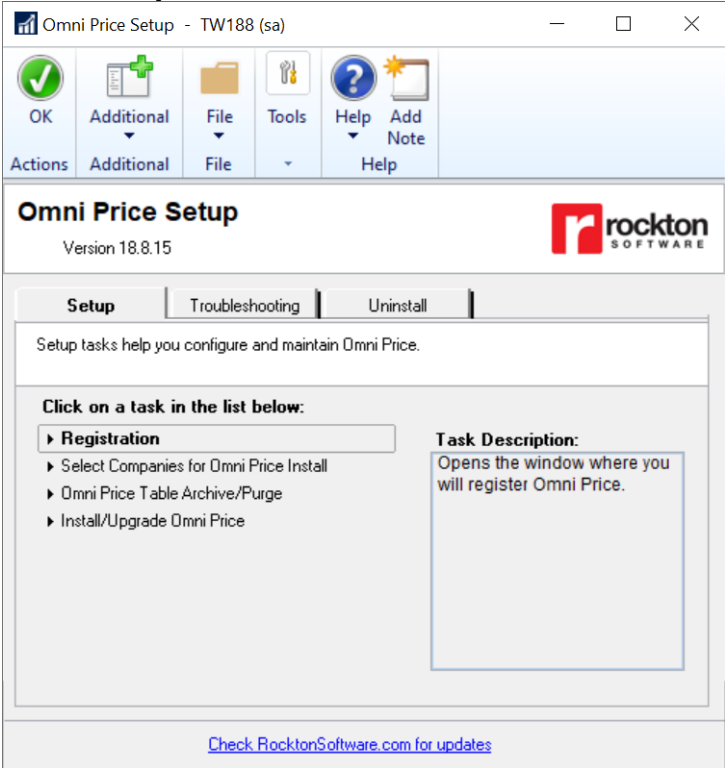 Omni Price Setup - TW188 (sa)
OK
Additional
File
Tools
Help
Add
Note
Actions
Additional
File
Help
Omni Price Setup
Version 18.8.15
rockton
SOFTWARE
Setup
Troubleshooting
Uninstall
Setup tasks help you configure and maintain Omni Price.
Click on a task in the list below:
Registration
Select Companies for Omni Price Install
Omni Price Table Archive/Purge
Install/Upgrade Omni Price
Task Description:
Opens the window where you
will register Omni Price.
Check RocktonSoftware.com for updates